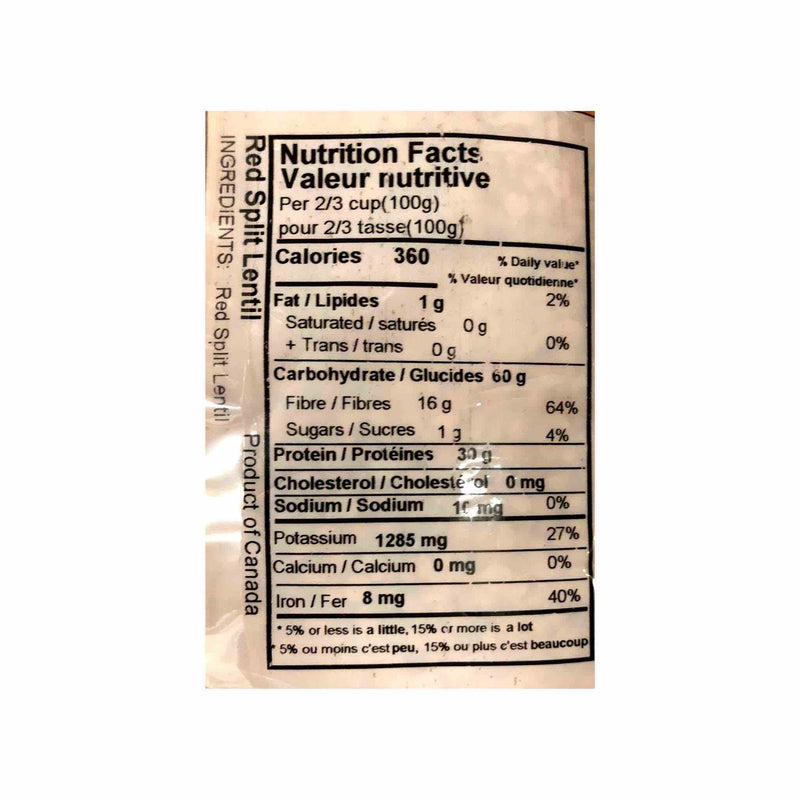 Nutrition Facts
Valeur nutritive
Per 2/3 cup(100g)
pour 2/3 tasse(100g)
Calories 360
% Daily value*
% Valeur quotidienne*
Fat / Lipides 1 g 2%
Saturated / saturés 0 g
+ Trans / trans 0 g 0%
Carbohydrate / Glucides 60 g
Fibre / Fibres 16 g 64%
Sugars / Sucres 1 g 4%
Protein / Protéines 30 g
Cholesterol / Cholestérol 0 mg
Sodium / Sodium 10 mg 0%
Potassium 1285 mg 27%
Calcium / Calcium 0 mg 0%
Iron / Fer 8 mg 40%
* 5% or less is a little, 15% or more is a lot
* 5% ou moins c'est peu, 15% ou plus c'est beaucoup
Red Split Lentil Product of Canada
INGREDIENTS: Red Split Lentil